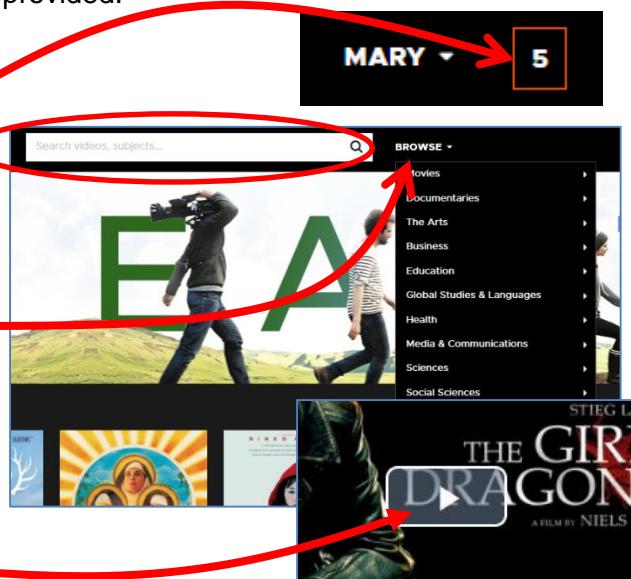 provided.
MARY 5
Search videos, subjects...
BROWSE
Movies
Documentaries
The Arts
Business
Education
Global Studies & Languages
Health
Media & Communications
Sciences
Social Sciences
E A
STIEG L
THE GIR
DRAGON
A FILM BY NIELS